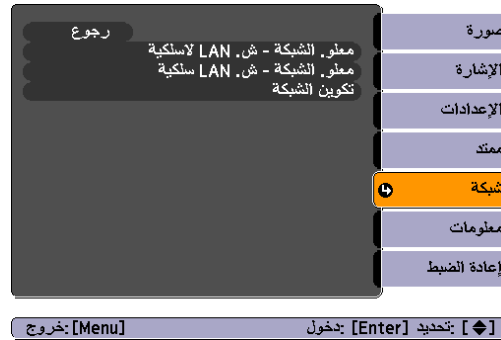 صورة
الإشارة
الإعدادات
ممتد
شبكة
معلومات
إعادة الضبط
رجوع
معلو. الشبكة - ش. LAN لاسلكية
معلو. الشبكة - ش. LAN سلكية
تكوين الشبكة
[ ]: تحديد [Enter]: دخول [Menu]: خروج